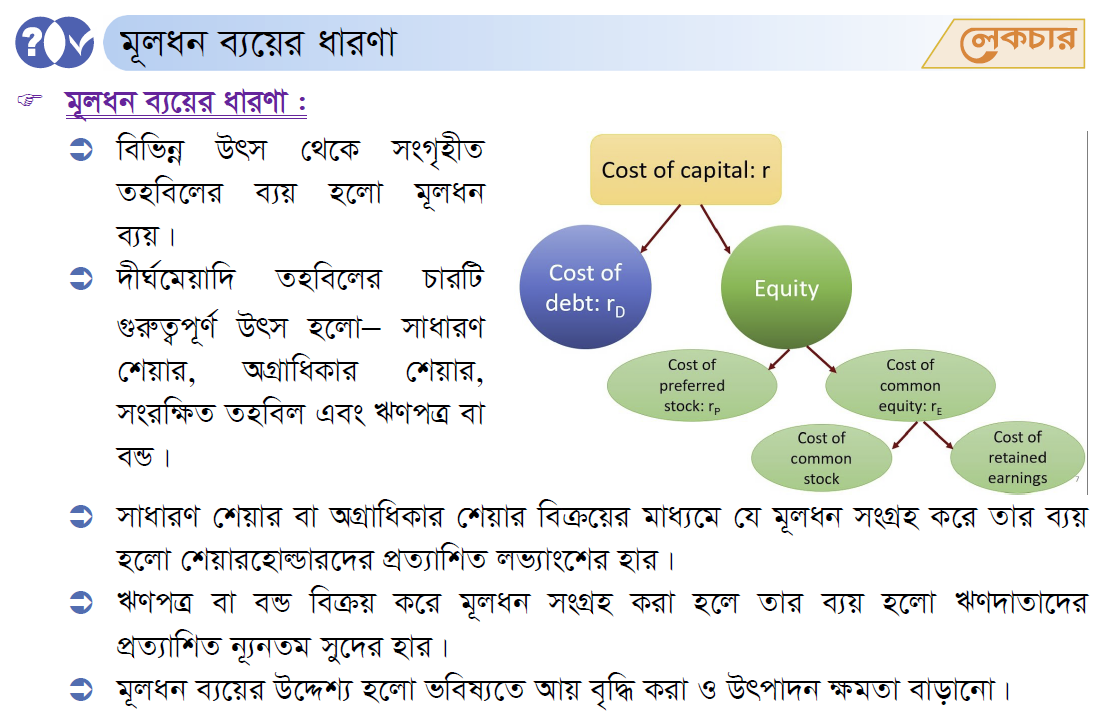 মূলধন ব্যয়ের ধারণা
লেকচার
মূলধন ব্যয়ের ধারণা :
বিভিন্ন উৎস থেকে সংগৃহীত
তহবিলের ব্যয় হলো মূলধন
ব্যয়।
দীর্ঘমেয়াদি তহবিলের চারটি
গুরুত্বপূর্ণ উৎস হলো– সাধারণ
শেয়ার, অগ্রাধিকার শেয়ার,
সংরক্ষিত তহবিল এবং ঋণপত্র বা
বন্ড।
Cost of capital: r
Cost of
debt: rD
Equity
Cost of
preferred
stock: rP
Cost of
common
equity: rE
Cost of
common
stock
Cost of
retained
earnings
7
সাধারণ শেয়ার বা অগ্রাধিকার শেয়ার বিক্রয়ের মাধ্যমে যে মূলধন সংগ্রহ করে তার ব্যয়
হলো শেয়ারহোল্ডারদের প্রত্যাশিত লভ্যাংশের হার।
ঋণপত্র বা বন্ড বিক্রয় করে মূলধন সংগ্রহ করা হলে তার ব্যয় হলো ঋণদাতাদের
প্রত্যাশিত ন্যূনতম সুদের হার।
মূলধন ব্যয়ের উদ্দেশ্য হলো ভবিষ্যতে আয় বৃদ্ধি করা ও উৎপাদন ক্ষমতা বাড়ানো।